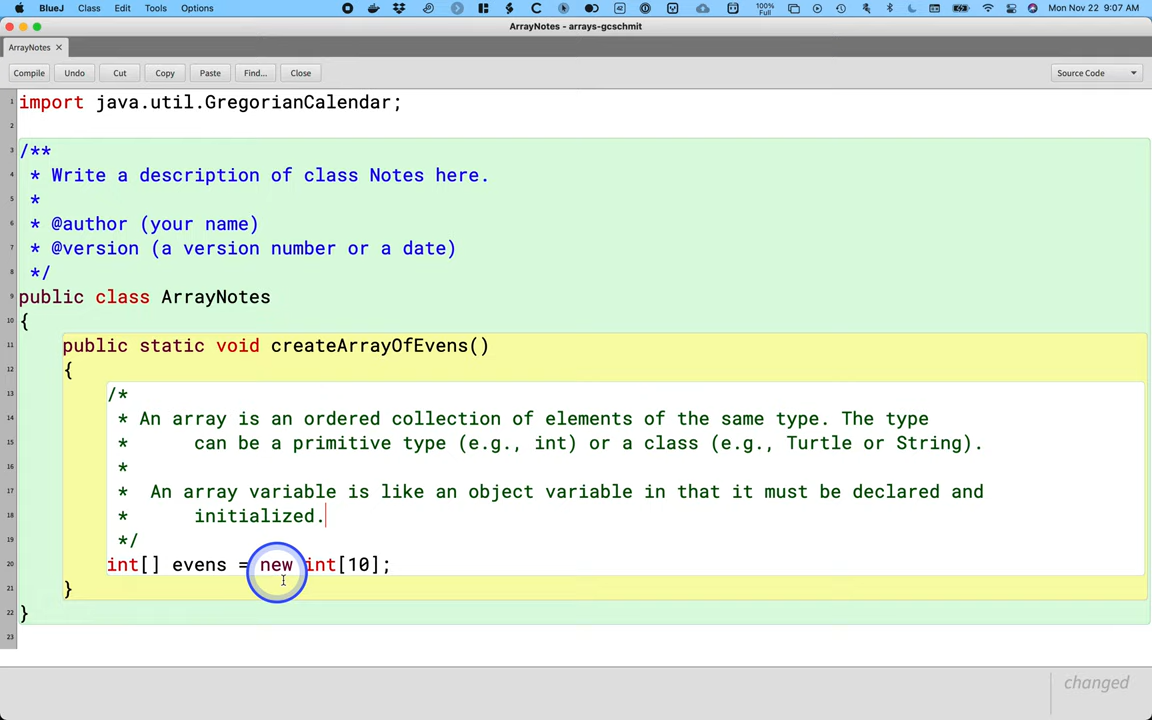 BlueJ Class Edit Tools Options 42 100% Full Mon Nov 22 9:07 AM
ArrayNotes - arrays-gcschmit
ArrayNotes ×
Compile Undo Cut Copy Paste Find... Close Source Code
1 import java.util.GregorianCalendar;
2
3 /**
4 * Write a description of class Notes here.
5 *
6 * @author (your name)
7 * @version (a version number or a date)
8 */
9 public class ArrayNotes
10 {
11 public static void createArrayOfEvens()
12 {
13 /*
14 * An array is an ordered collection of elements of the same type. The type
15 * can be a primitive type (e.g., int) or a class (e.g., Turtle or String).
16 *
17 * An array variable is like an object variable in that it must be declared and
18 * initialized.
19 */
20 int[] evens = new int[10];
21 }
22 }
23
changed